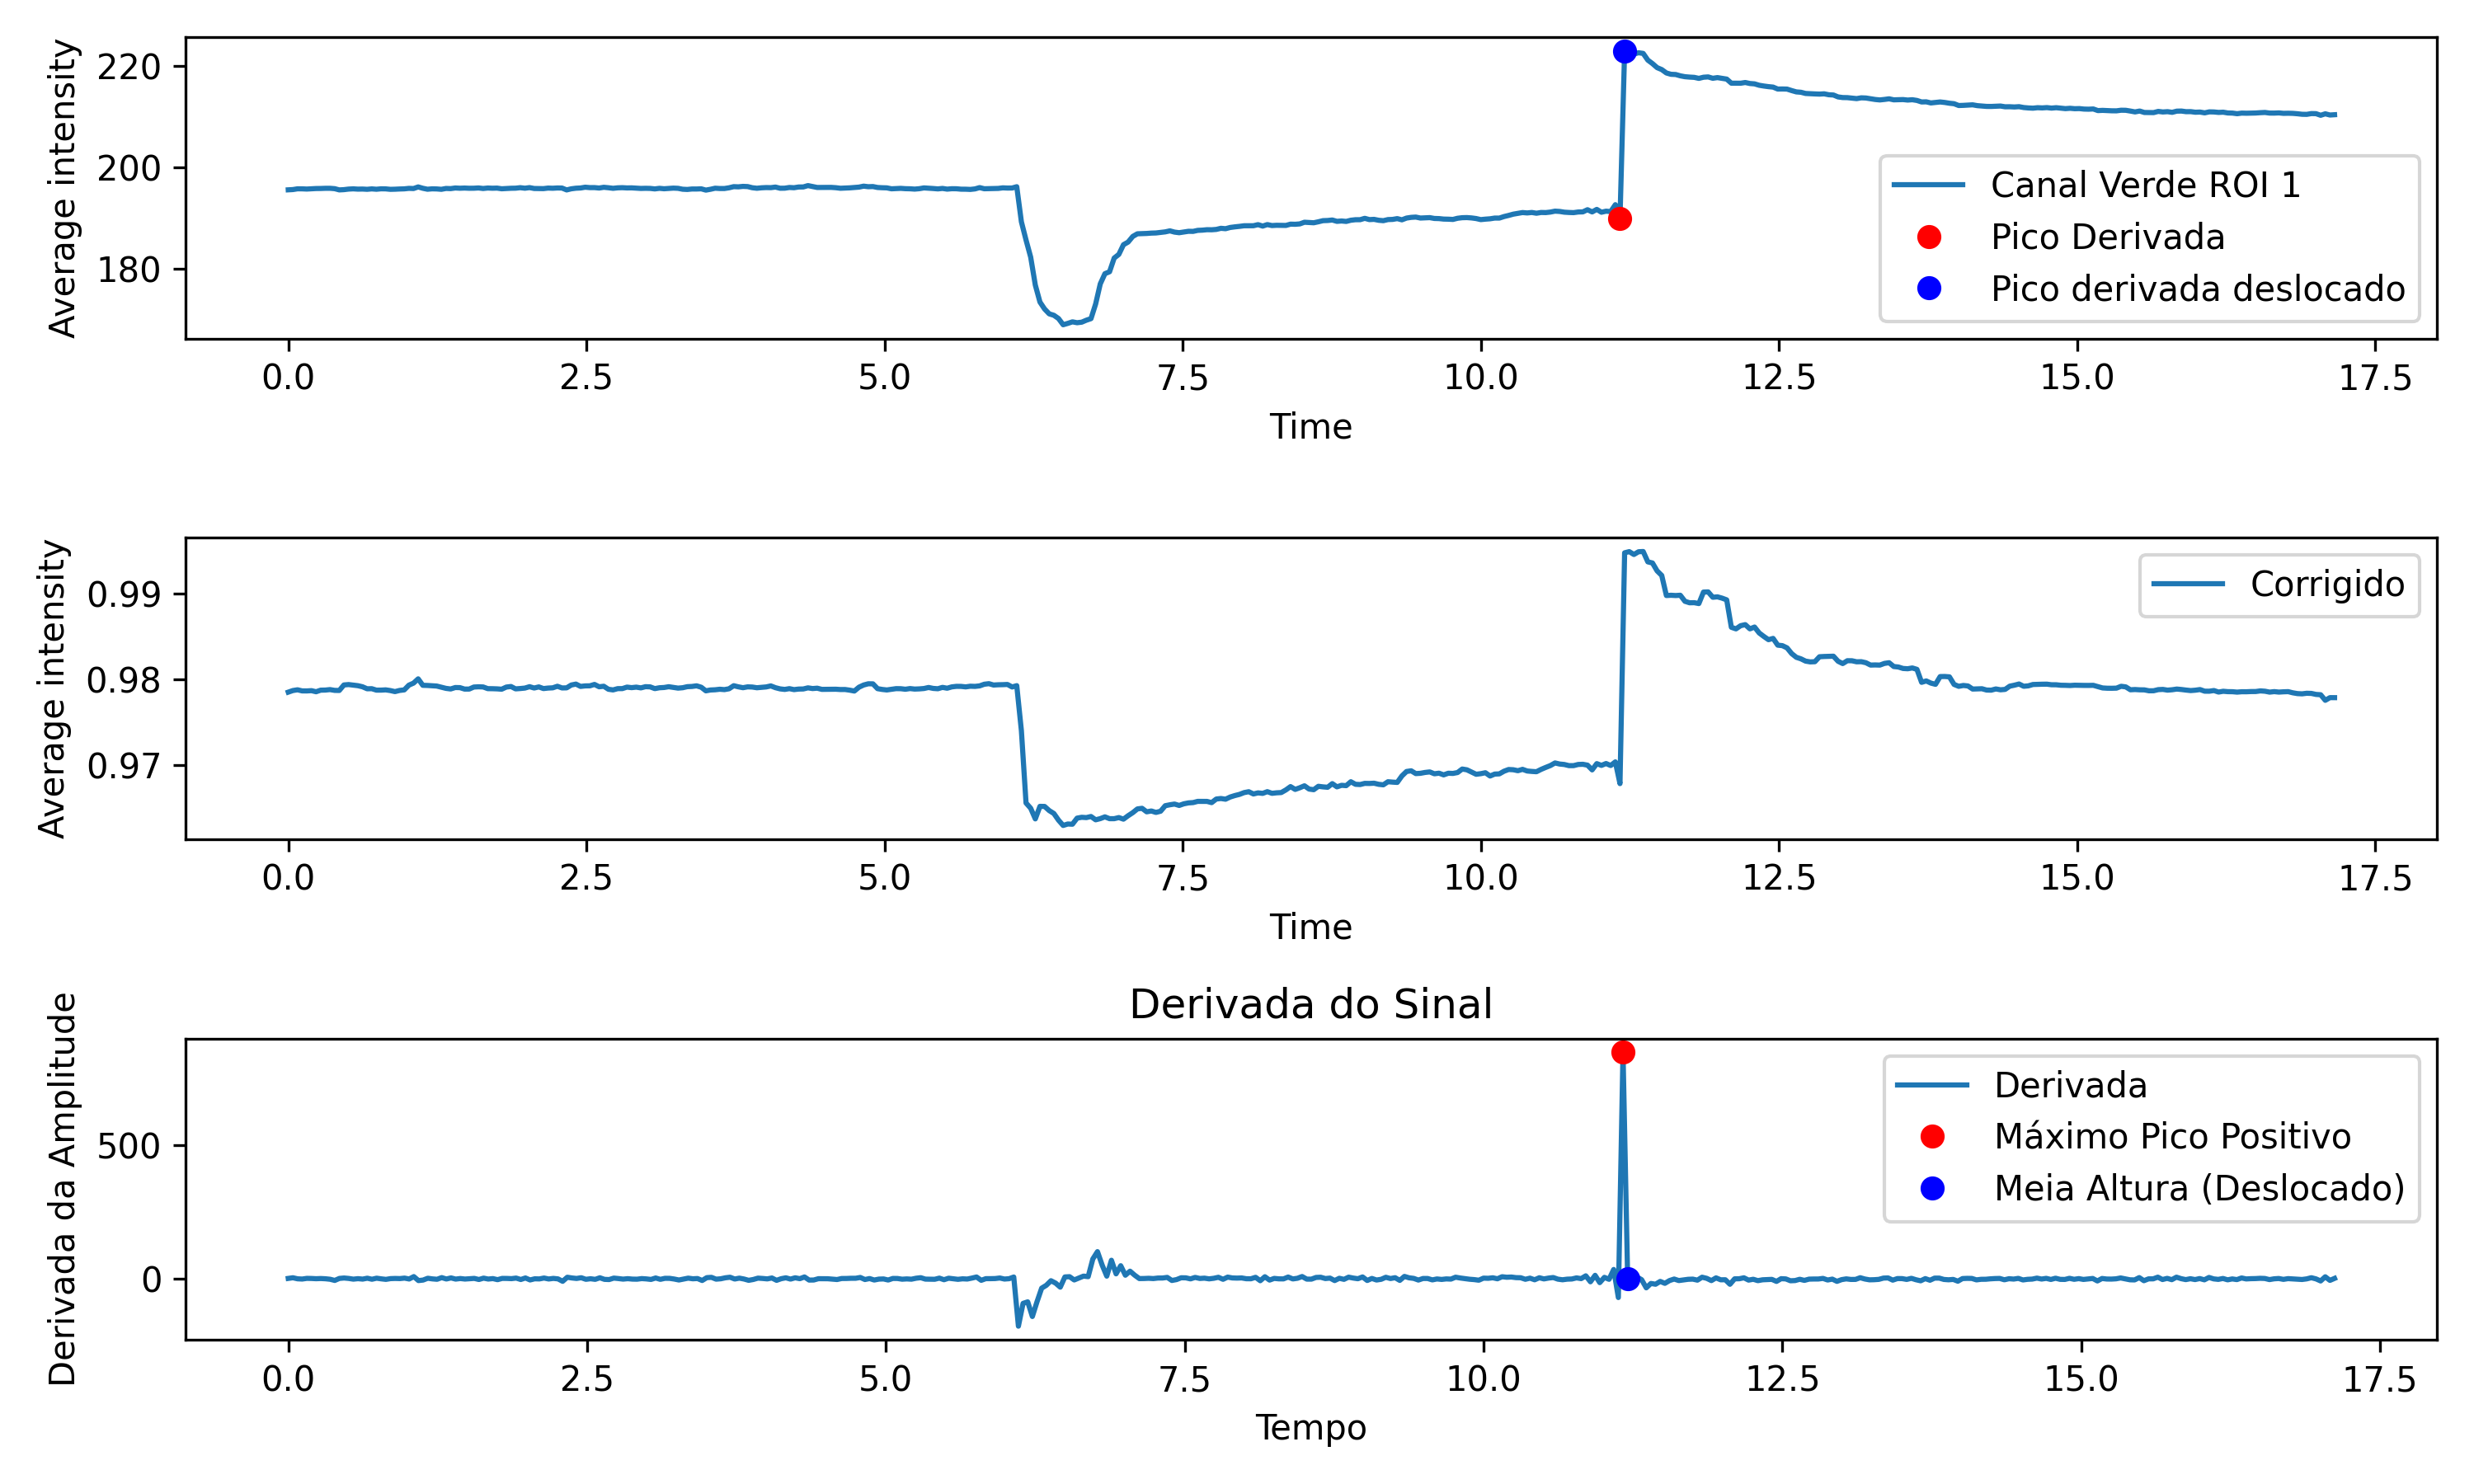 Average intensity
220
200
180
Canal Verde ROI 1
Pico Derivada
Pico derivada deslocado
0.0 2.5 5.0 7.5 10.0 12.5 15.0 17.5
Time
Average intensity
0.99
0.98
0.97
Corrigido
0.0 2.5 5.0 7.5 10.0 12.5 15.0 17.5
Time
Derivada do Sinal
Derivada da Amplitude
500
0
Derivada
Máximo Pico Positivo
Meia Altura (Deslocado)
0.0 2.5 5.0 7.5 10.0 12.5 15.0 17.5
Tempo